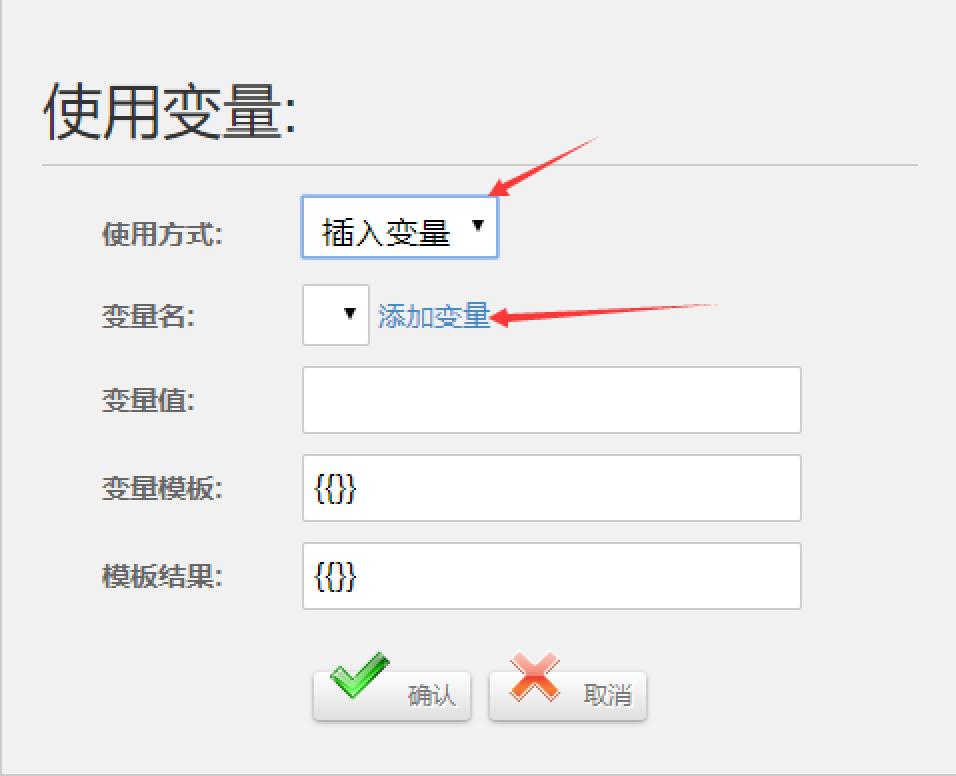 使用变量:
使用方式: 插入变量
变量名: 添加变量
变量值:
变量模板: {{}}
模板结果: {{}}
确认 取消